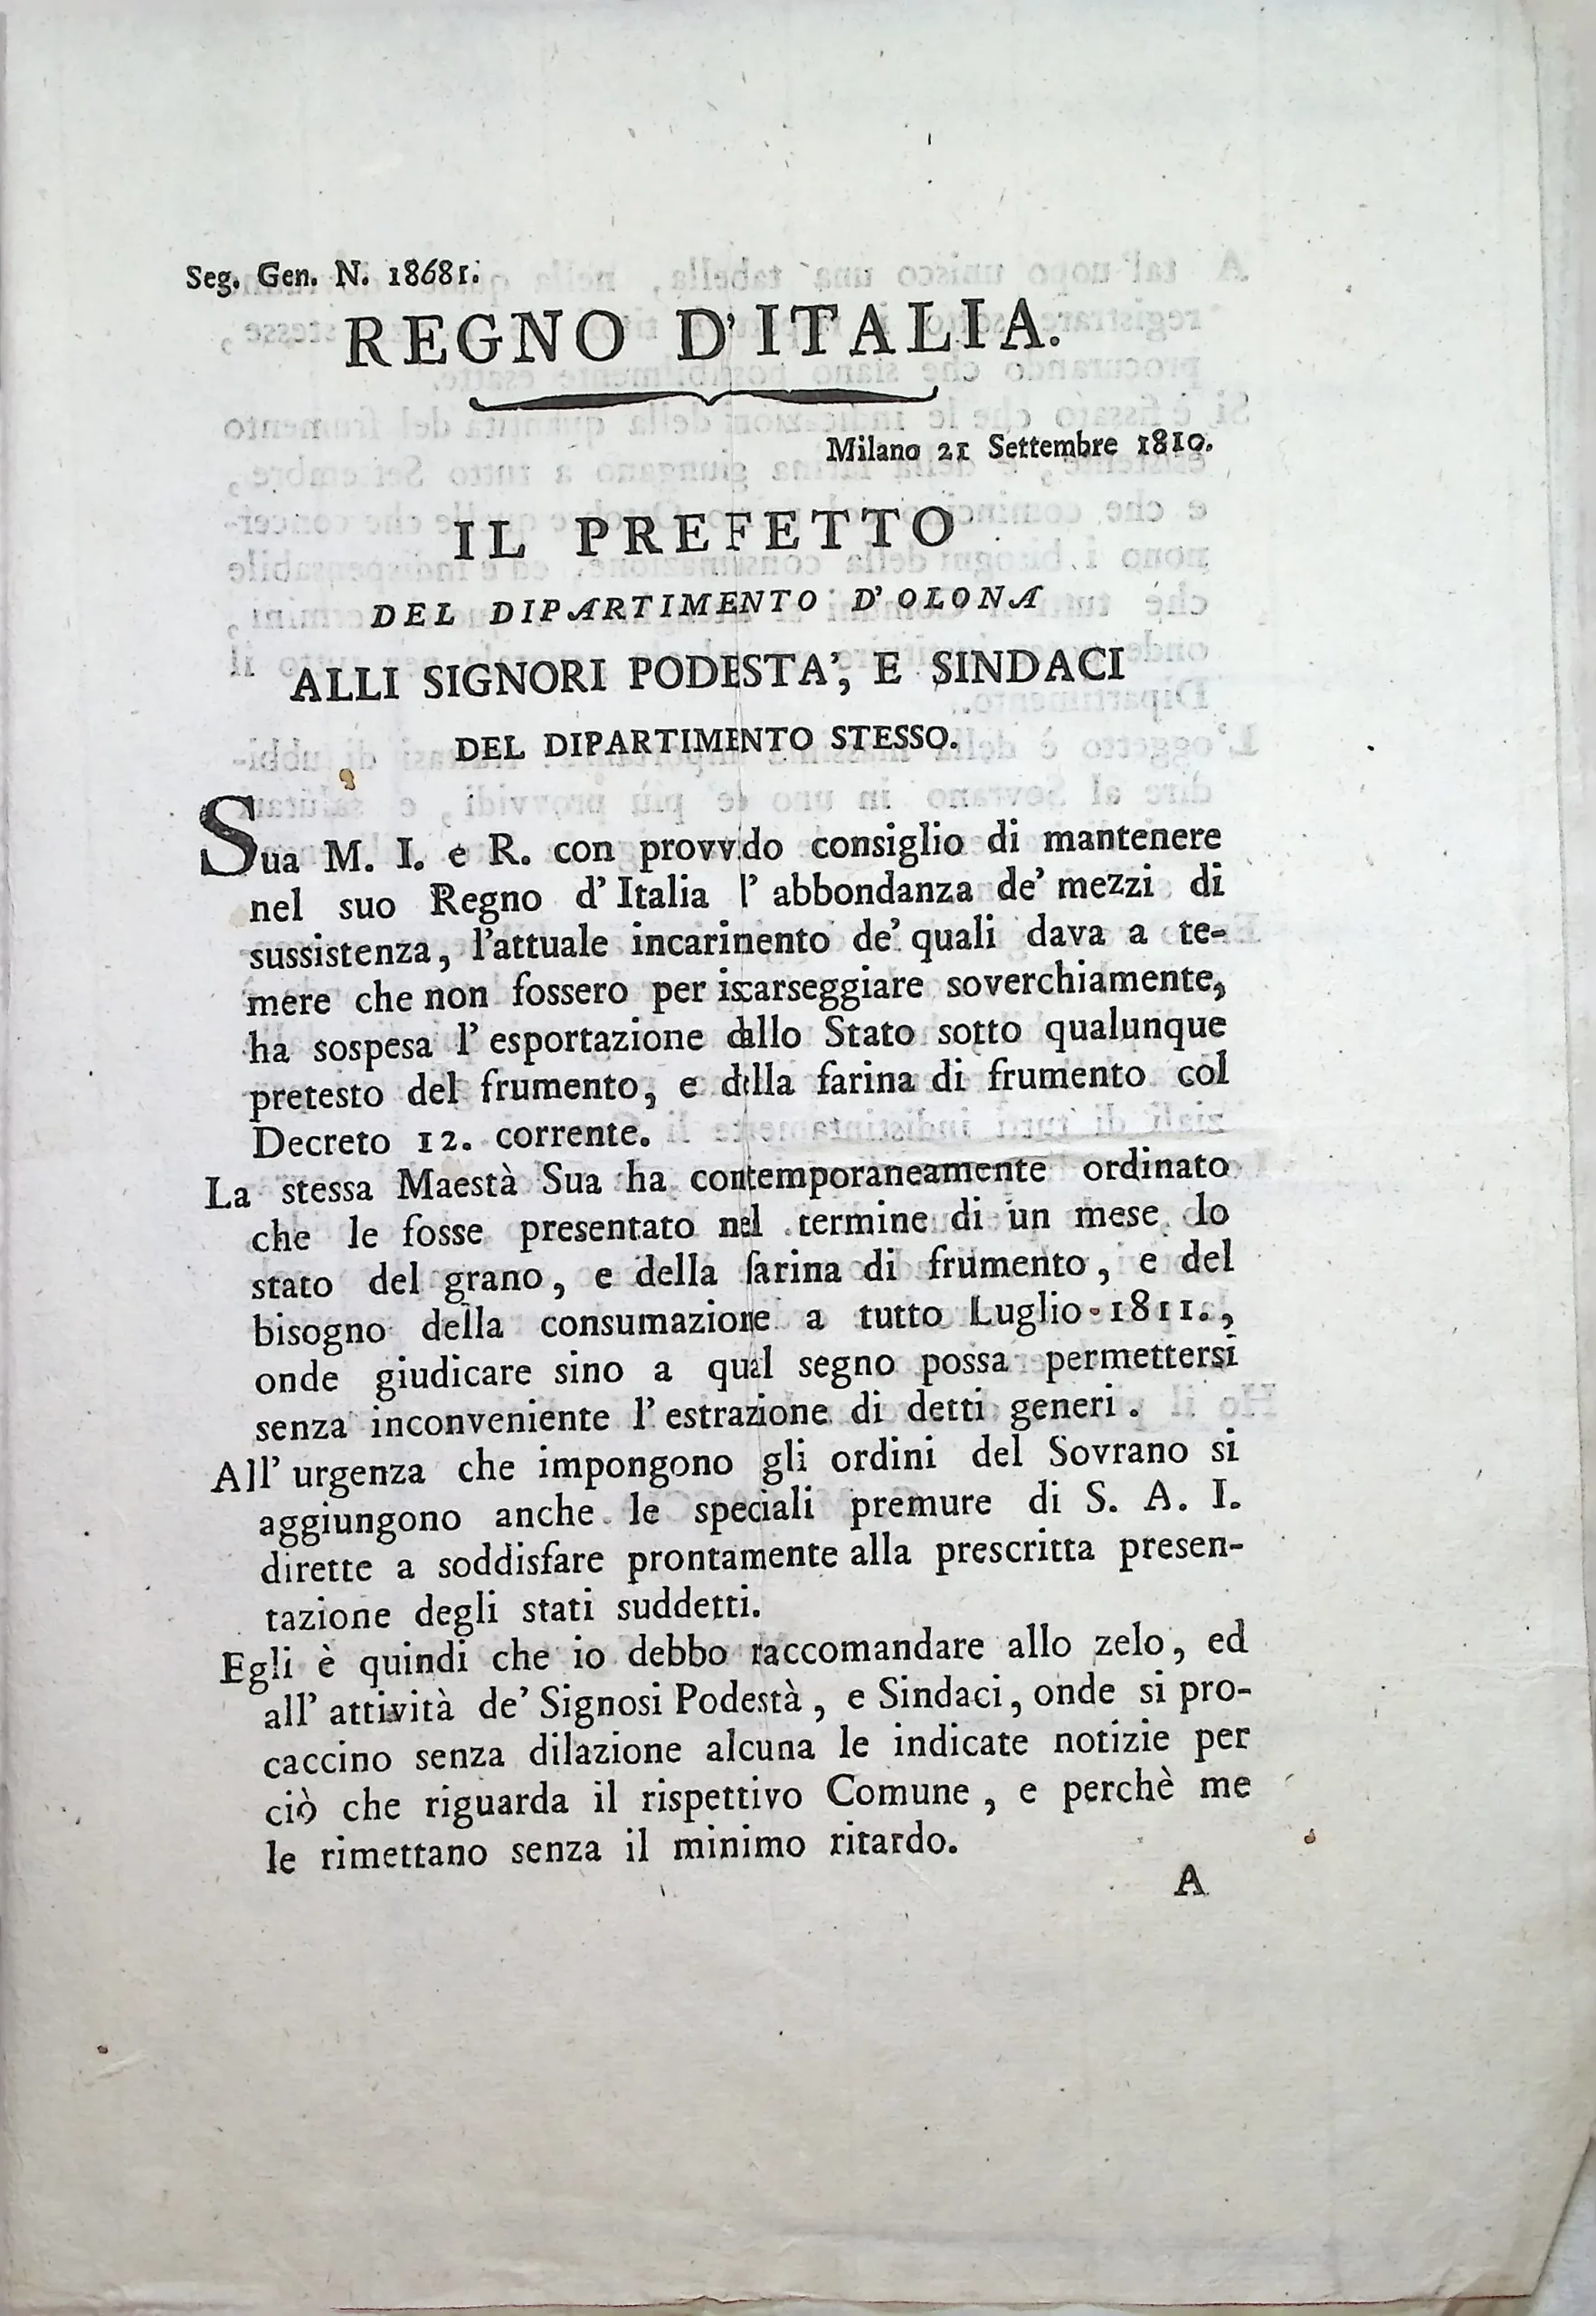 Seg. Gen. N. 18681.
REGNO D'ITALIA.
Milano 21 Settembre 1810.
IL PREFETTO
DEL DIPARTIMENTO D'OLONA
ALLI SIGNORI PODESTA', E SINDACI
DEL DIPARTIMENTO STESSO.
Sua M. I. e R. con provvido consiglio di mantenere
nel suo Regno d'Italia l'abbondanza de' mezzi di
sussistenza, l'attuale incarimento de' quali dava a te-
mere che non fossero per iscarseggiare soverchiamente,
ha sospesa l'esportazione dallo Stato sotto qualunque
pretesto del frumento, e della farina di frumento col
Decreto 12. corrente.
La stessa Maestà Sua ha contemporaneamente ordinato
che le fosse presentato nel termine di un mese lo
stato del grano, e della farina di frumento, e del
bisogno della consumazione a tutto Luglio 1811.,
onde giudicare sino a qual segno possa permettersi
senza inconveniente l'estrazione di detti generi.
All'urgenza che impongono gli ordini del Sovrano si
aggiungono anche le speciali premure di S. A. I.
dirette a soddisfare prontamente alla prescritta presen-
tazione degli stati suddetti.
Egli è quindi che io debbo raccomandare allo zelo, ed
all'attività de' Signosi Podestà, e Sindaci, onde si pro-
caccino senza dilazione alcuna le indicate notizie per
ciò che riguarda il rispettivo Comune, e perchè me
le rimettano senza il minimo ritardo.
A